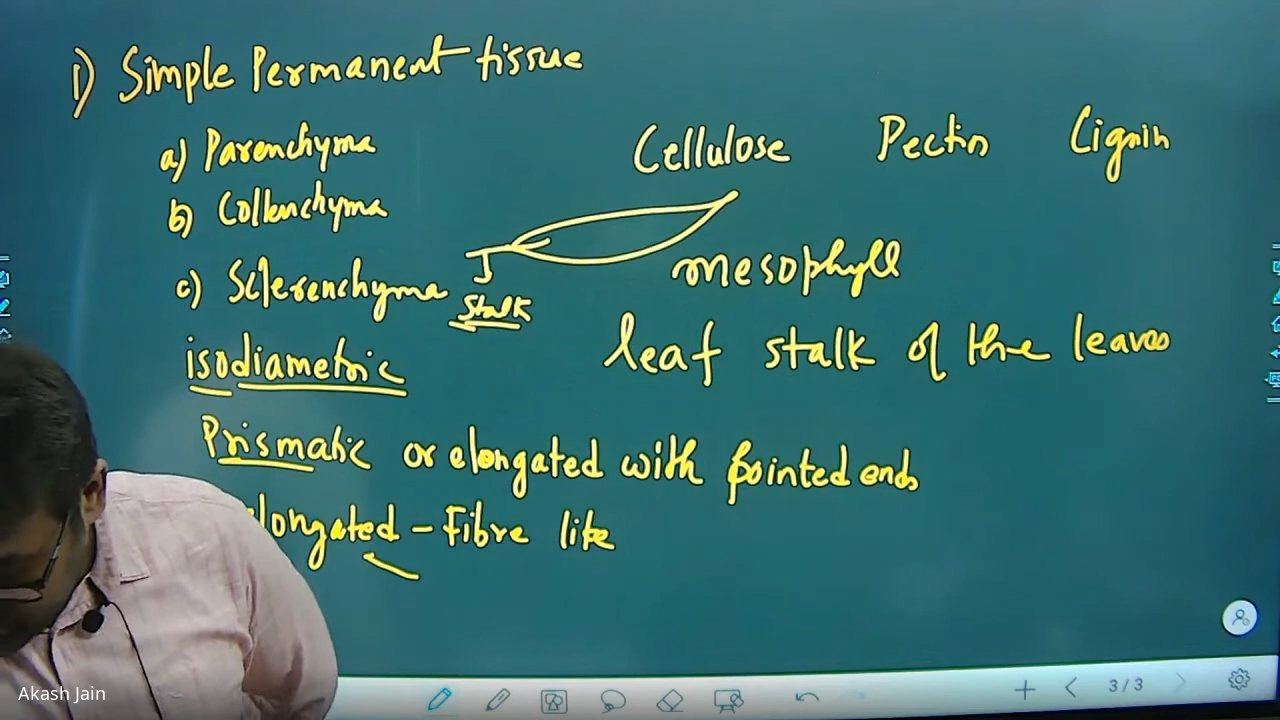 1) Simple Permanent tissue
a) Parenchyma
Cellulose Pectin Lignin
b) Collenchyma
c) Sclerenchyma
stalk
mesophyll
isodiametric
leaf stalk of the leaves
Prismatic or elongated with pointed ends
elongated - Fibre like
Akash Jain
3/3